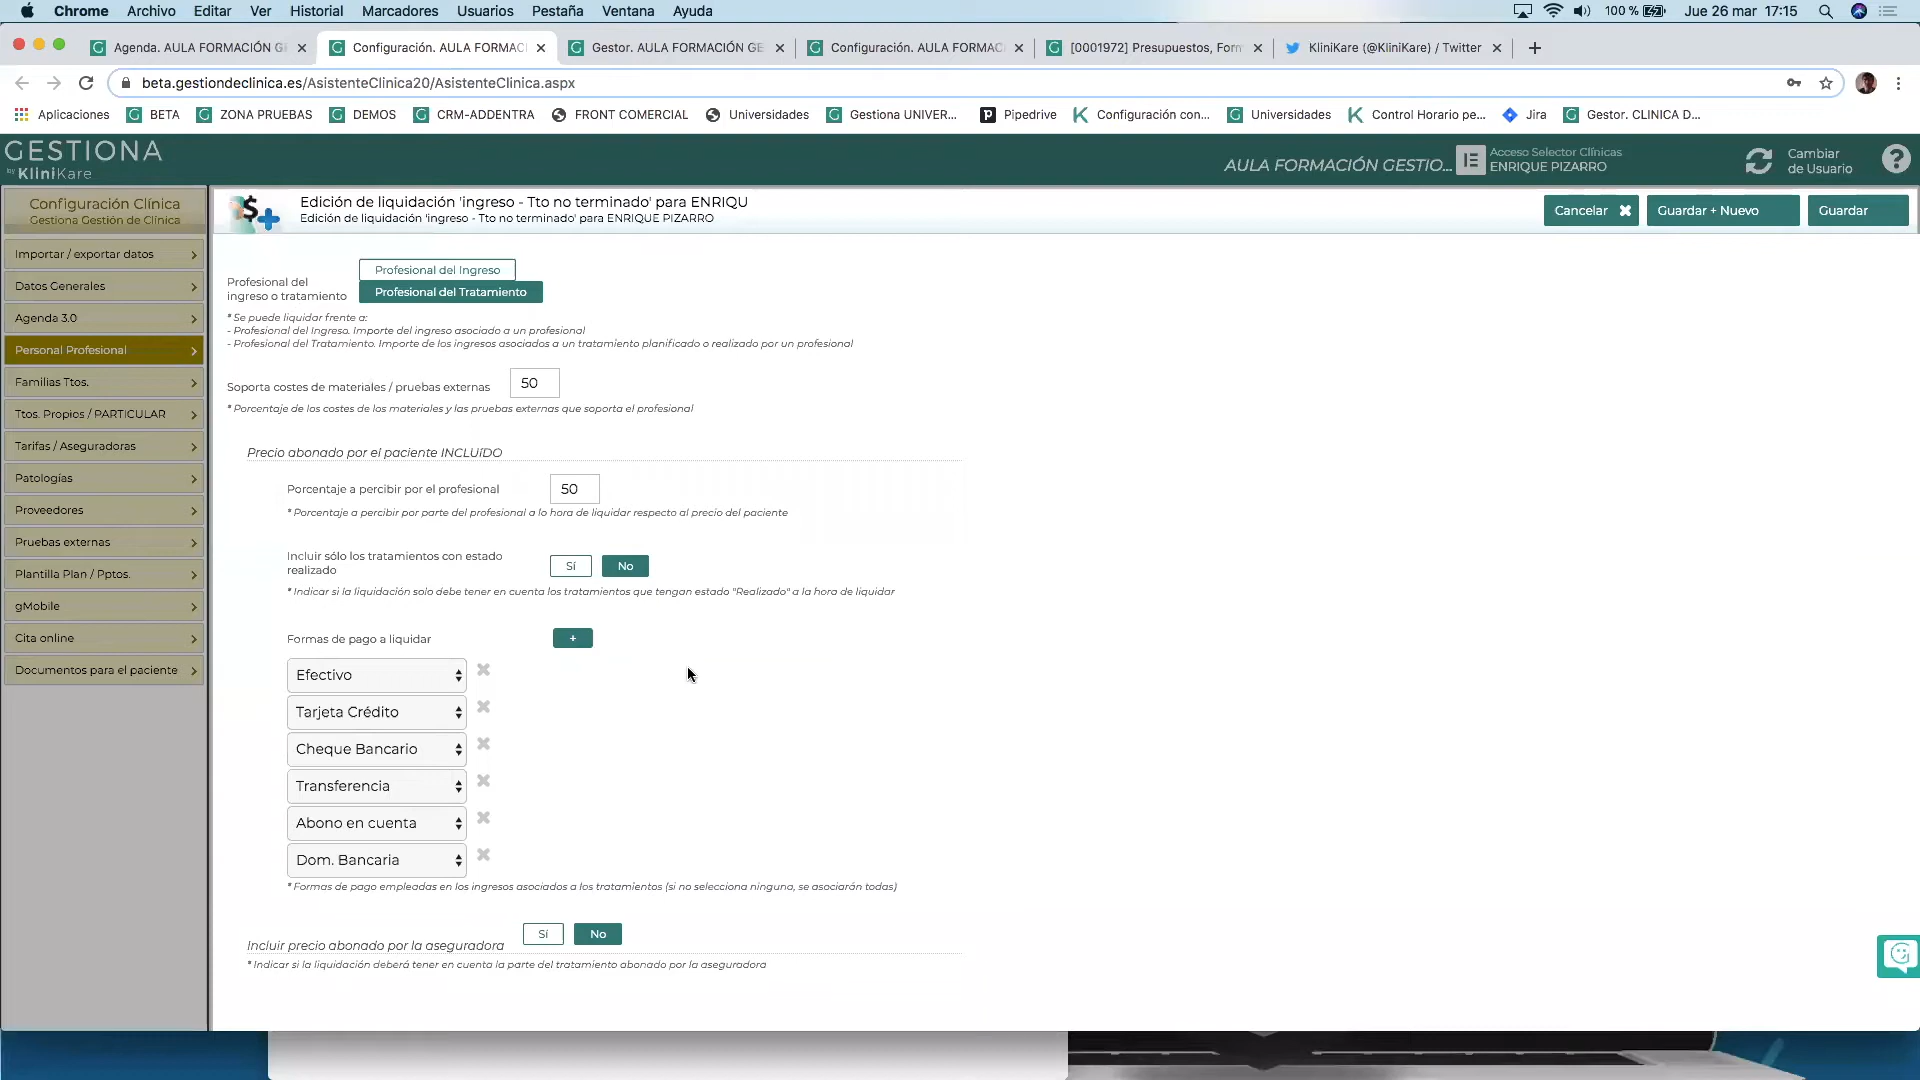 Chrome Archivo Editar Ver Historial Marcadores Usuarios Pestaña Ventana Ayuda 100 % Jue 26 mar 17:15
Agenda. AULA FORMACIÓN G Configuración. AULA FORMAC Gestor. AULA FORMACIÓN GE Configuración. AULA FORMAC [0001972] Presupuestos, Form KliniKare (@KliniKare) / Twitter
beta.gestiondeclinica.es/AsistenteClinica20/AsistenteClinica.aspx
Aplicaciones BETA ZONA PRUEBAS DEMOS CRM-ADDENTRA FRONT COMERCIAL Universidades Gestiona UNIVER... Pipedrive Configuración con... Universidades Control Horario pe... Jira Gestor. CLINICA D...
GESTIONA
by KliniKare
AULA FORMACIÓN GESTIO...
Acceso Selector Clínicas
ENRIQUE PIZARRO
Cambiar
de Usuario
?
Configuración Clínica
Gestiona Gestión de Clínica
Importar / exportar datos
Datos Generales
Agenda 3.0
Personal Profesional
Familias Ttos.
Ttos. Propios / PARTICULAR
Tarifas / Aseguradoras
Patologías
Proveedores
Pruebas externas
Plantilla Plan / Pptos.
gMobile
Cita online
Documentos para el paciente
Edición de liquidación 'ingreso - Tto no terminado' para ENRIQU
Edición de liquidación 'ingreso - Tto no terminado' para ENRIQUE PIZARRO
Cancelar
Guardar + Nuevo
Guardar
Profesional del
ingreso o tratamiento
Profesional del Ingreso
Profesional del Tratamiento
* Se puede liquidar frente a:
- Profesional del Ingreso. Importe del ingreso asociado a un profesional
- Profesional del Tratamiento. Importe de los ingresos asociados a un tratamiento planificado o realizado por un profesional
Soporta costes de materiales / pruebas externas 50
* Porcentaje de los costes de los materiales y las pruebas externas que soporta el profesional
Precio abonado por el paciente INCLUíDO
Porcentaje a percibir por el profesional 50
* Porcentaje a percibir por parte del profesional a lo hora de liquidar respecto al precio del paciente
Incluir sólo los tratamientos con estado
realizado
Sí No
* Indicar si la liquidación solo debe tener en cuenta los tratamientos que tengan estado "Realizado" a la hora de liquidar
Formas de pago a liquidar +
Efectivo
Tarjeta Crédito
Cheque Bancario
Transferencia
Abono en cuenta
Dom. Bancaria
* Formas de pago empleadas en los ingresos asociados a los tratamientos (si no selecciona ninguna, se asociarán todas)
Incluir precio abonado por la aseguradora Sí No
* Indicar si la liquidación deberá tener en cuenta la parte del tratamiento abonado por la aseguradora